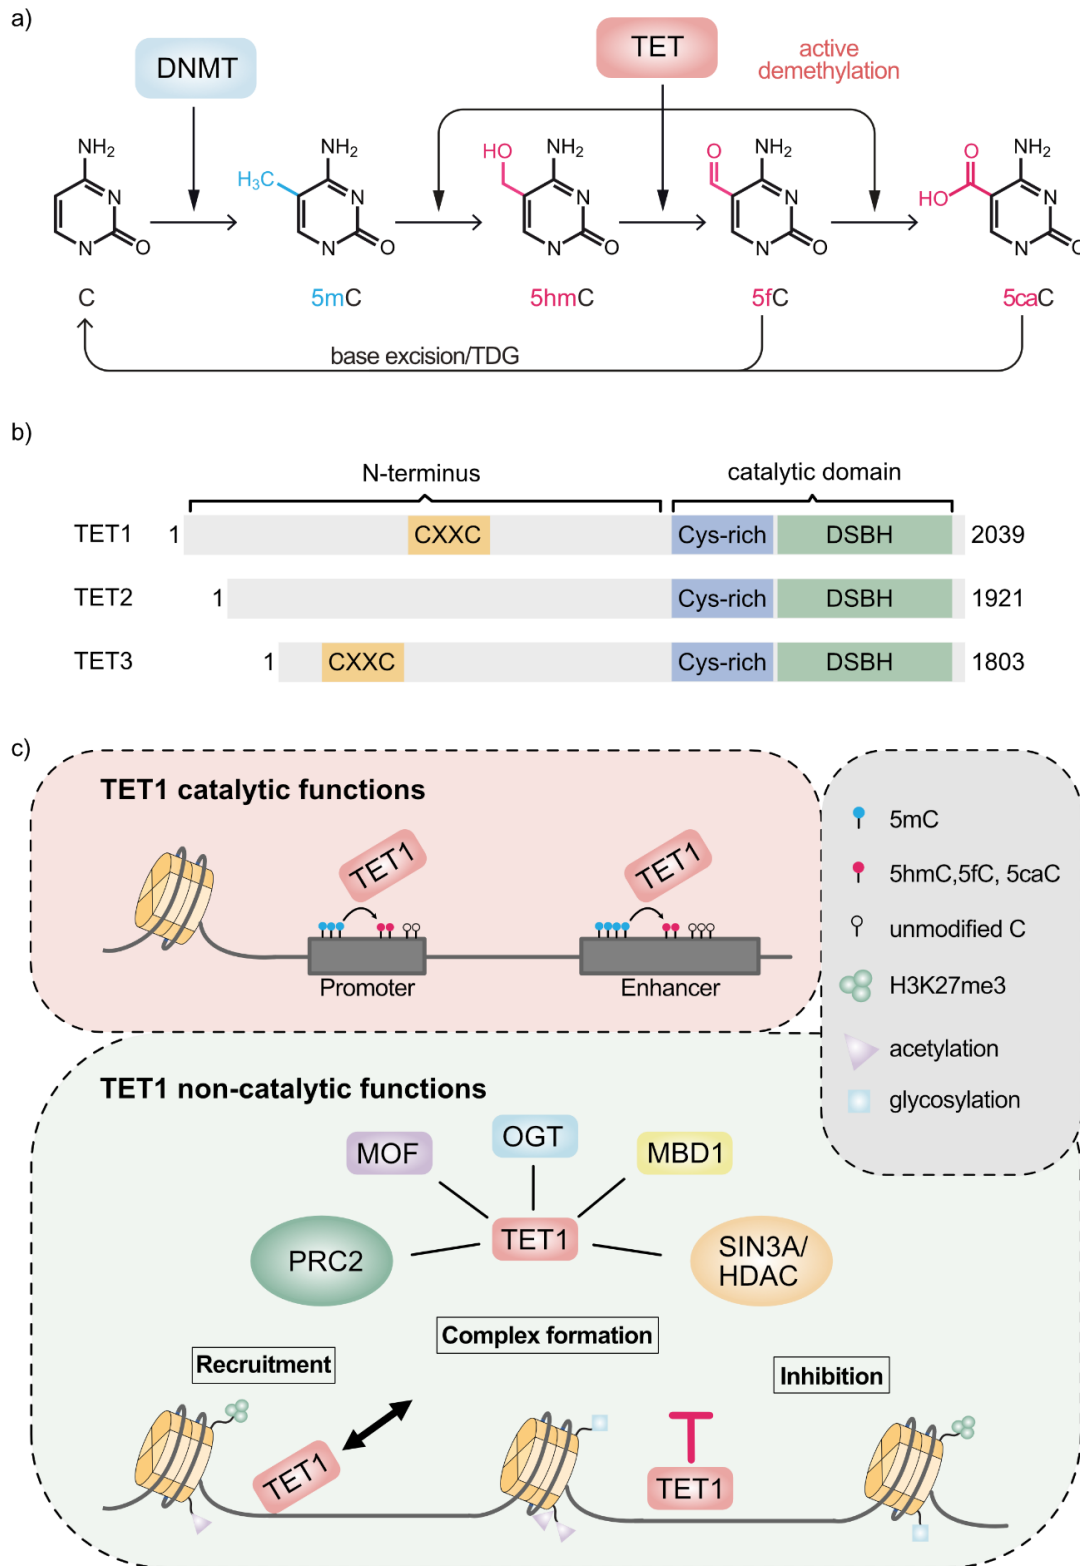 a)
DNMT
TET
active
demethylation
NH₂
N
N
O
C
H₃C
NH₂
N
N
O
5mC
HO
NH₂
N
N
O
5hmC
O
NH₂
N
N
O
5fC
O
HO
NH₂
N
N
O
5caC
base excision/TDG
b)
N-terminus
catalytic domain
TET1
1
CXXC
Cys-rich
DSBH
2039
TET2
1
Cys-rich
DSBH
1921
TET3
1
CXXC
Cys-rich
DSBH
1803
c)
TET1 catalytic functions
TET1
TET1
Promoter
Enhancer
5mC
5hmC,5fC, 5caC
unmodified C
H3K27me3
acetylation
glycosylation
TET1 non-catalytic functions
MOF
OGT
MBD1
PRC2
TET1
SIN3A/
HDAC
Complex formation
Recruitment
Inhibition
TET1
TET1